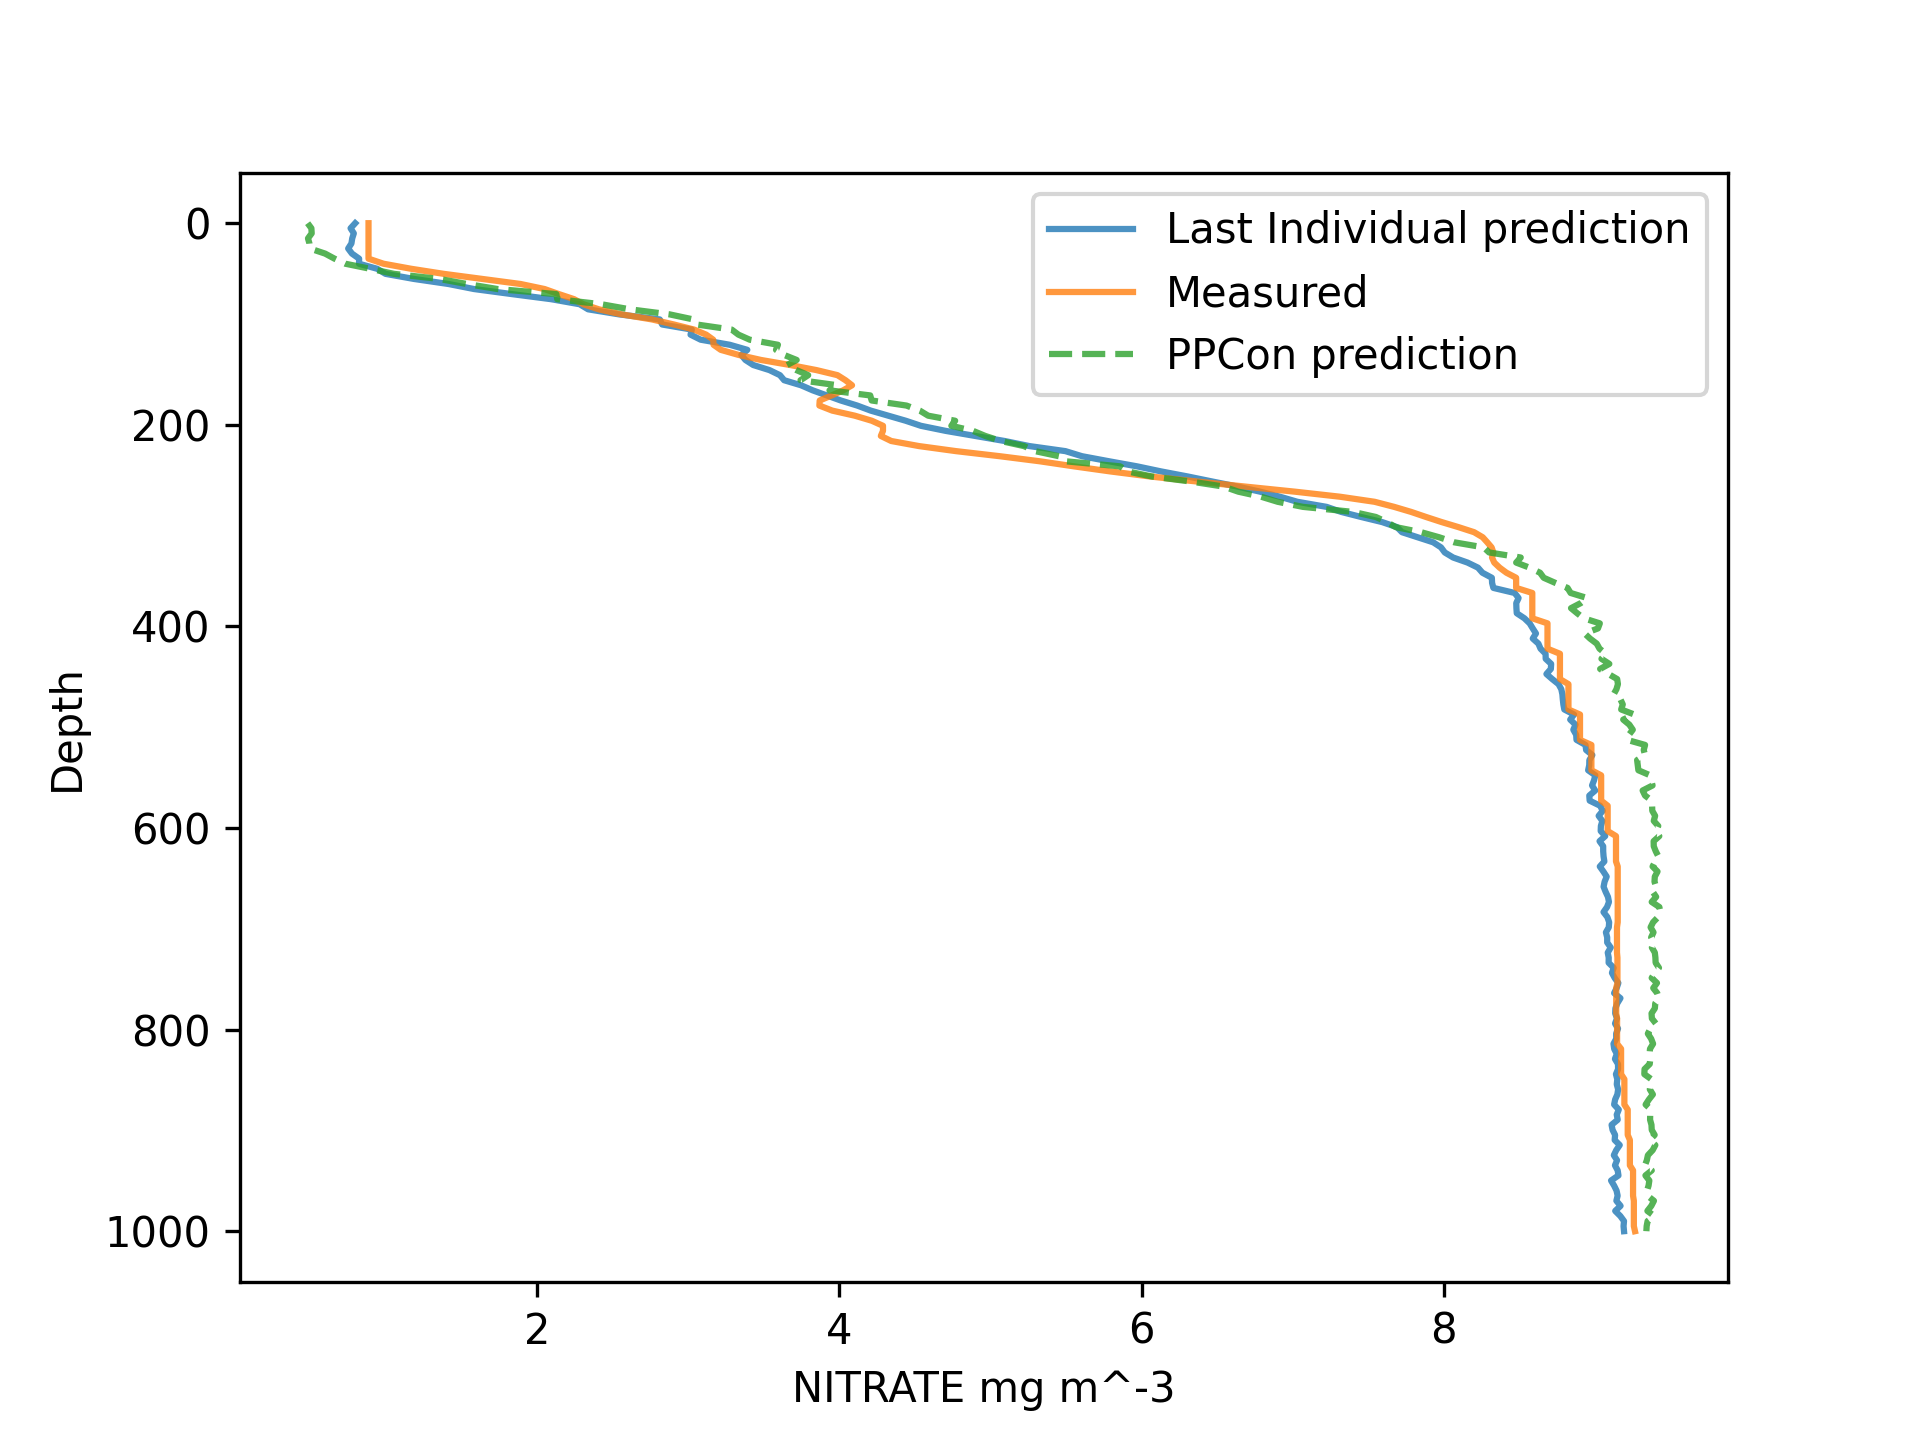 Last Individual prediction
Measured
PPCon prediction
0
200
400
600
800
1000
Depth
2 4 6 8
NITRATE mg m^-3